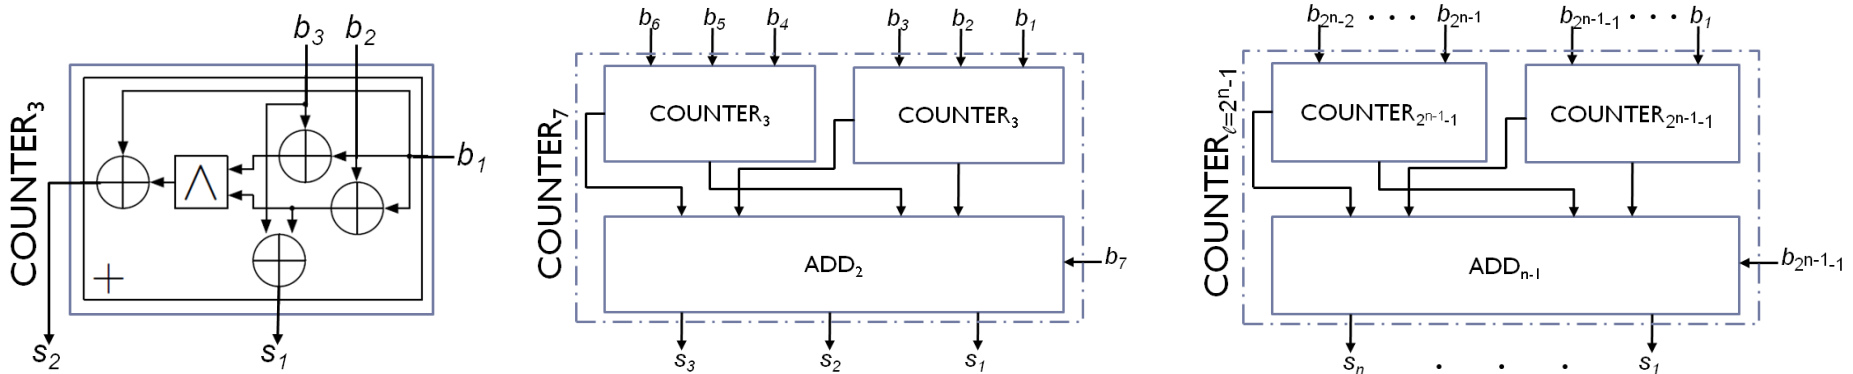 COUNTER3
b3 b2
b1
∧
+
s2 s1
COUNTER7
b6 b5 b4 b3 b2 b1
COUNTER3 COUNTER3
ADD2
b7
s3 s2 s1
COUNTERℓ=2n-1
b2n-2 · · · b2n-1 b2n-1-1 · · · b1
COUNTER2n-1-1 COUNTER2n-1-1
ADDn-1
b2n-1-1
sn . . . s1